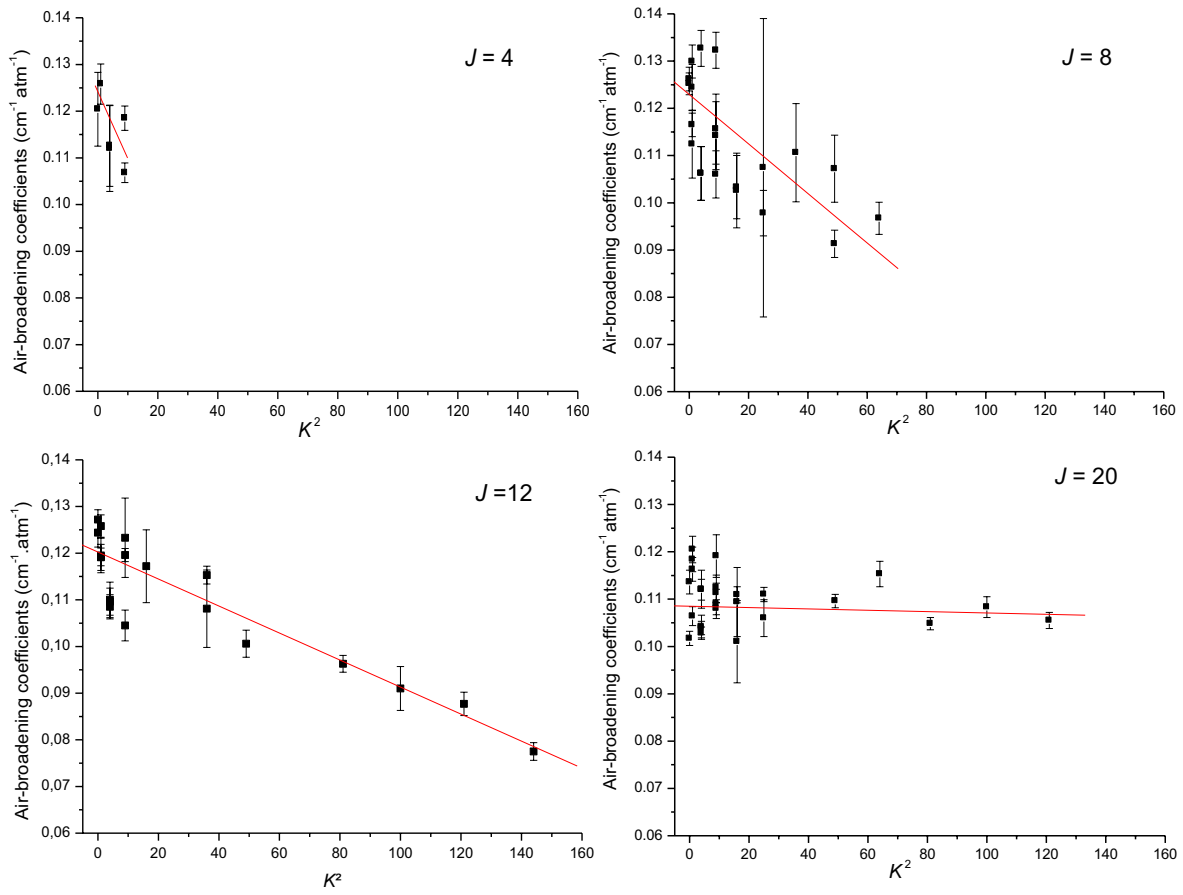 Air-broadening coefficients (cm⁻¹ atm⁻¹)
0.14
0.13
0.12
0.11
0.10
0.09
0.08
0.07
0.06
J = 4
0 20 40 60 80 100 120 140 160
K²
Air-broadening coefficients (cm⁻¹ atm⁻¹)
0.14
0.13
0.12
0.11
0.10
0.09
0.08
0.07
0.06
J = 8
0 20 40 60 80 100 120 140 160
K²
Air-broadening coefficients (cm⁻¹.atm⁻¹)
0,14
0,13
0,12
0,11
0,10
0,09
0,08
0,07
0,06
J =12
0 20 40 60 80 100 120 140 160
K²
Air-broadening coefficients (cm⁻¹ atm⁻¹)
0.14
0.13
0.12
0.11
0.10
0.09
0.08
0.07
0.06
J = 20
0 20 40 60 80 100 120 140 160
K²